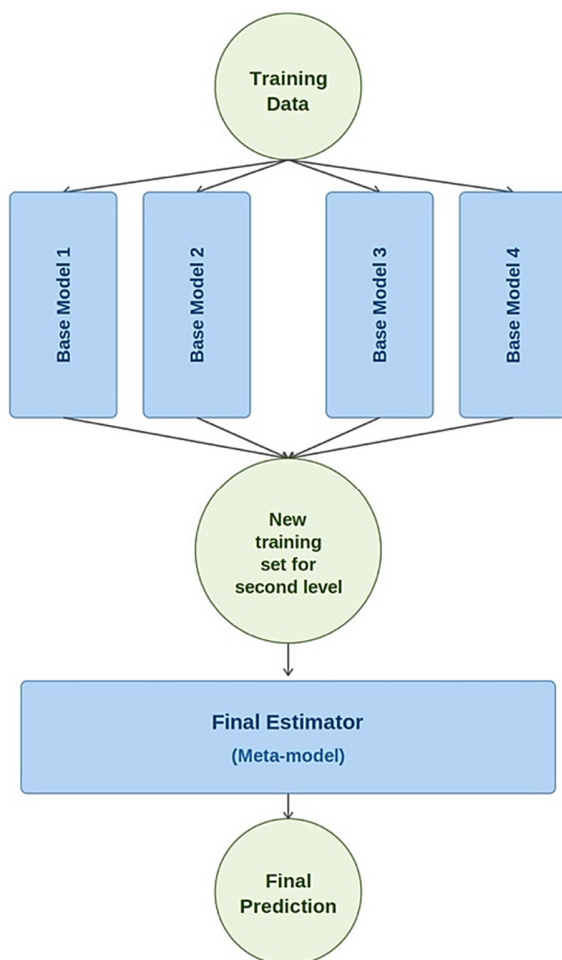 Training
Data
Base Model 1
Base Model 2
Base Model 3
Base Model 4
New
training
set for
second level
Final Estimator
(Meta-model)
Final
Prediction